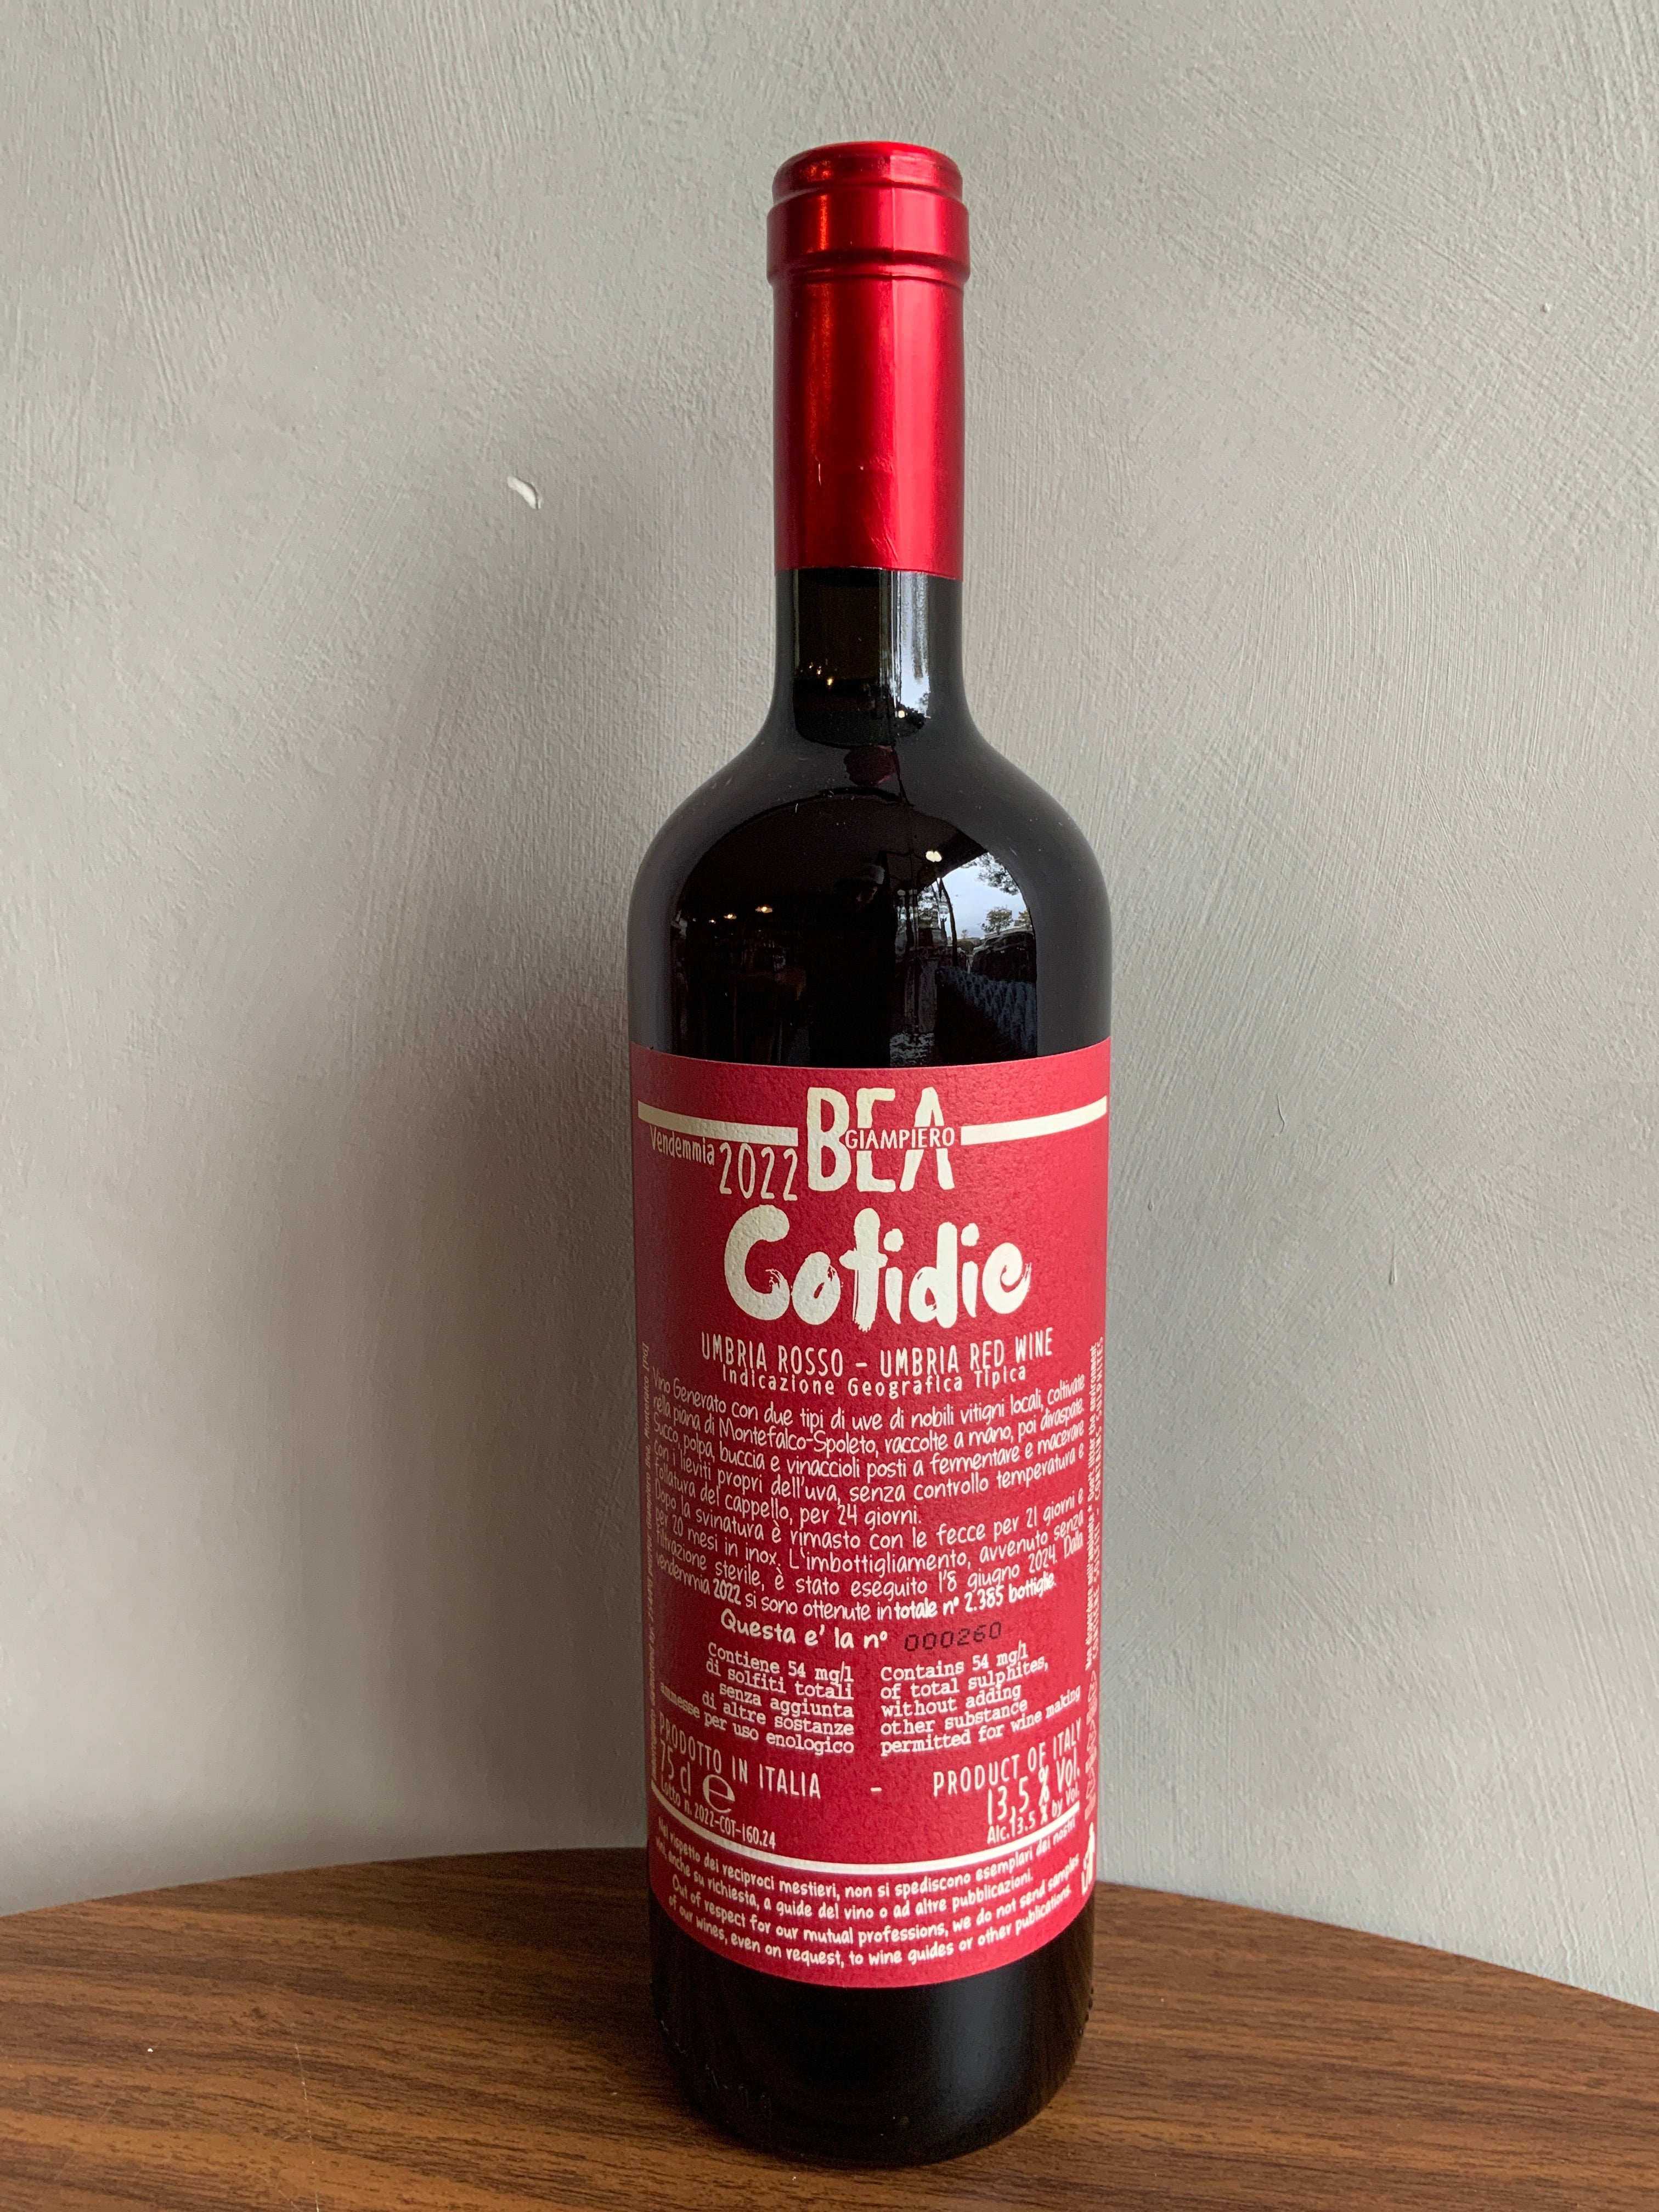 BEA
GIAMPIERO
Vendemmia 2022
Cotidie
UMBRIA ROSSO – UMBRIA RED WINE
Indicazione Geografica Tipica
Vino Generato con due tipi di uve di nobili vitigni locali, coltivate
nella piana di Montefalco-Spoleto, raccolte a mano, poi diraspate.
Succo, polpa, buccia e vinaccioli posti a fermentare e macerare
con i lieviti propri dell'uva, senza controllo temperatura e
follatura del cappello, per 24 giorni.
Dopo la svinatura è rimasto con le fecce per 21 giorni e
per 20 mesi in inox. L'imbottigliamento, avvenuto senza
filtrazione sterile, è stato eseguito l'8 giugno 2024. Dalla
vendemmia 2022 si sono ottenute in totale n° 2.385 bottiglie.
Questa e' la n° 000260
Contiene 54 mg/l
di solfiti totali
senza aggiunta
di altre sostanze
ammesse per uso enologico
Contains 54 mg/l
of total sulphites,
without adding
other substance
permitted for wine making
PRODOTTO IN ITALIA – PRODUCT OF ITALY
75 cl e
13,5 % Vol.
Lotto n. 2022-COT-160.24
Alc.13.5 % by Vol.
Nel rispetto dei reciproci mestieri, non si spediscono esemplari dei nostri
vini, anche su richiesta, a guide del vino o ad altre pubblicazioni.
Out of respect for our mutual professions, we do not send samples
of our wines, even on request, to wine guides or other publications.